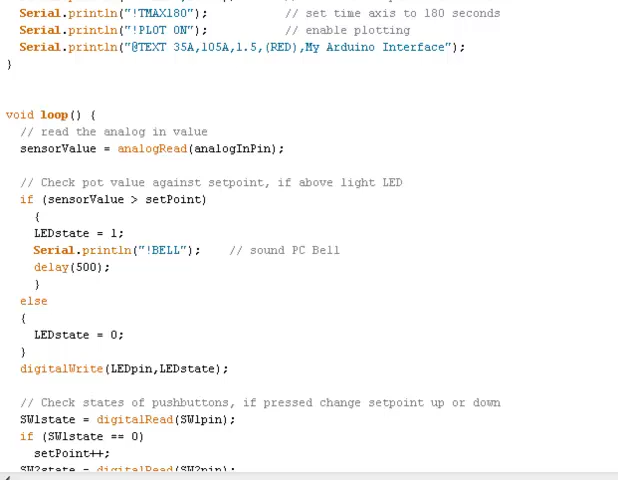 Serial.println("!TMAX180");           // set time axis to 180 seconds
Serial.println("!PLOT ON");           // enable plotting
Serial.println("@TEXT 35A,105A,1.5,(RED),My Arduino Interface");
}
void loop() {
// read the analog in value
sensorValue = analogRead(analogInPin);
// Check pot value against setpoint, if above light LED
if (sensorValue > setPoint)
{
LEDstate = 1;
Serial.println("!BELL");    // sound PC Bell
delay(500);
}
else
{
LEDstate = 0;
}
digitalWrite(LEDpin,LEDstate);
// Check states of pushbuttons, if pressed change setpoint up or down
SW1state = digitalRead(SW1pin);
if (SW1state == 0)
setPoint++;
SW2state = digitalRead(SW2pin);